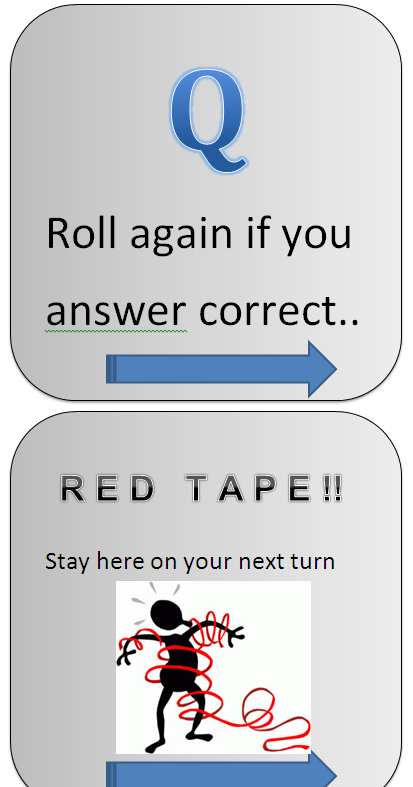 Q
Roll again if you
answer correct..
RED TAPE!!
Stay here on your next turn